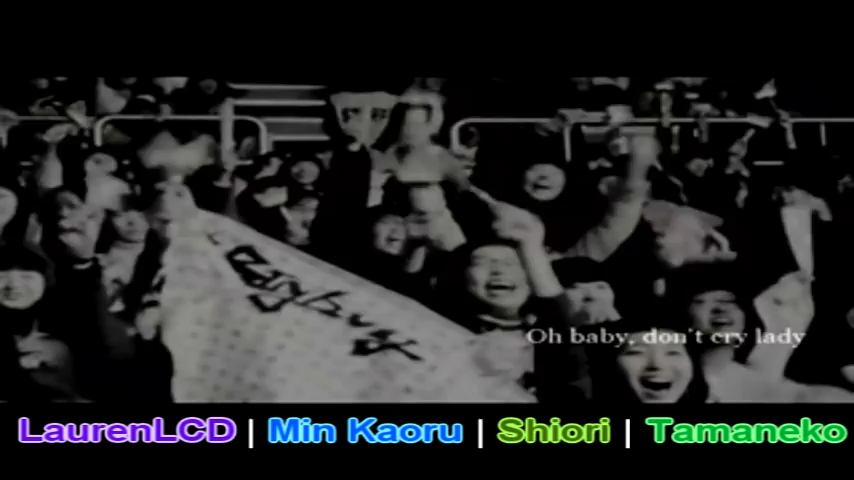 Oh baby, don't cry lady
LaurenLCD | Min Kaoru | Shiori | Tamaneko